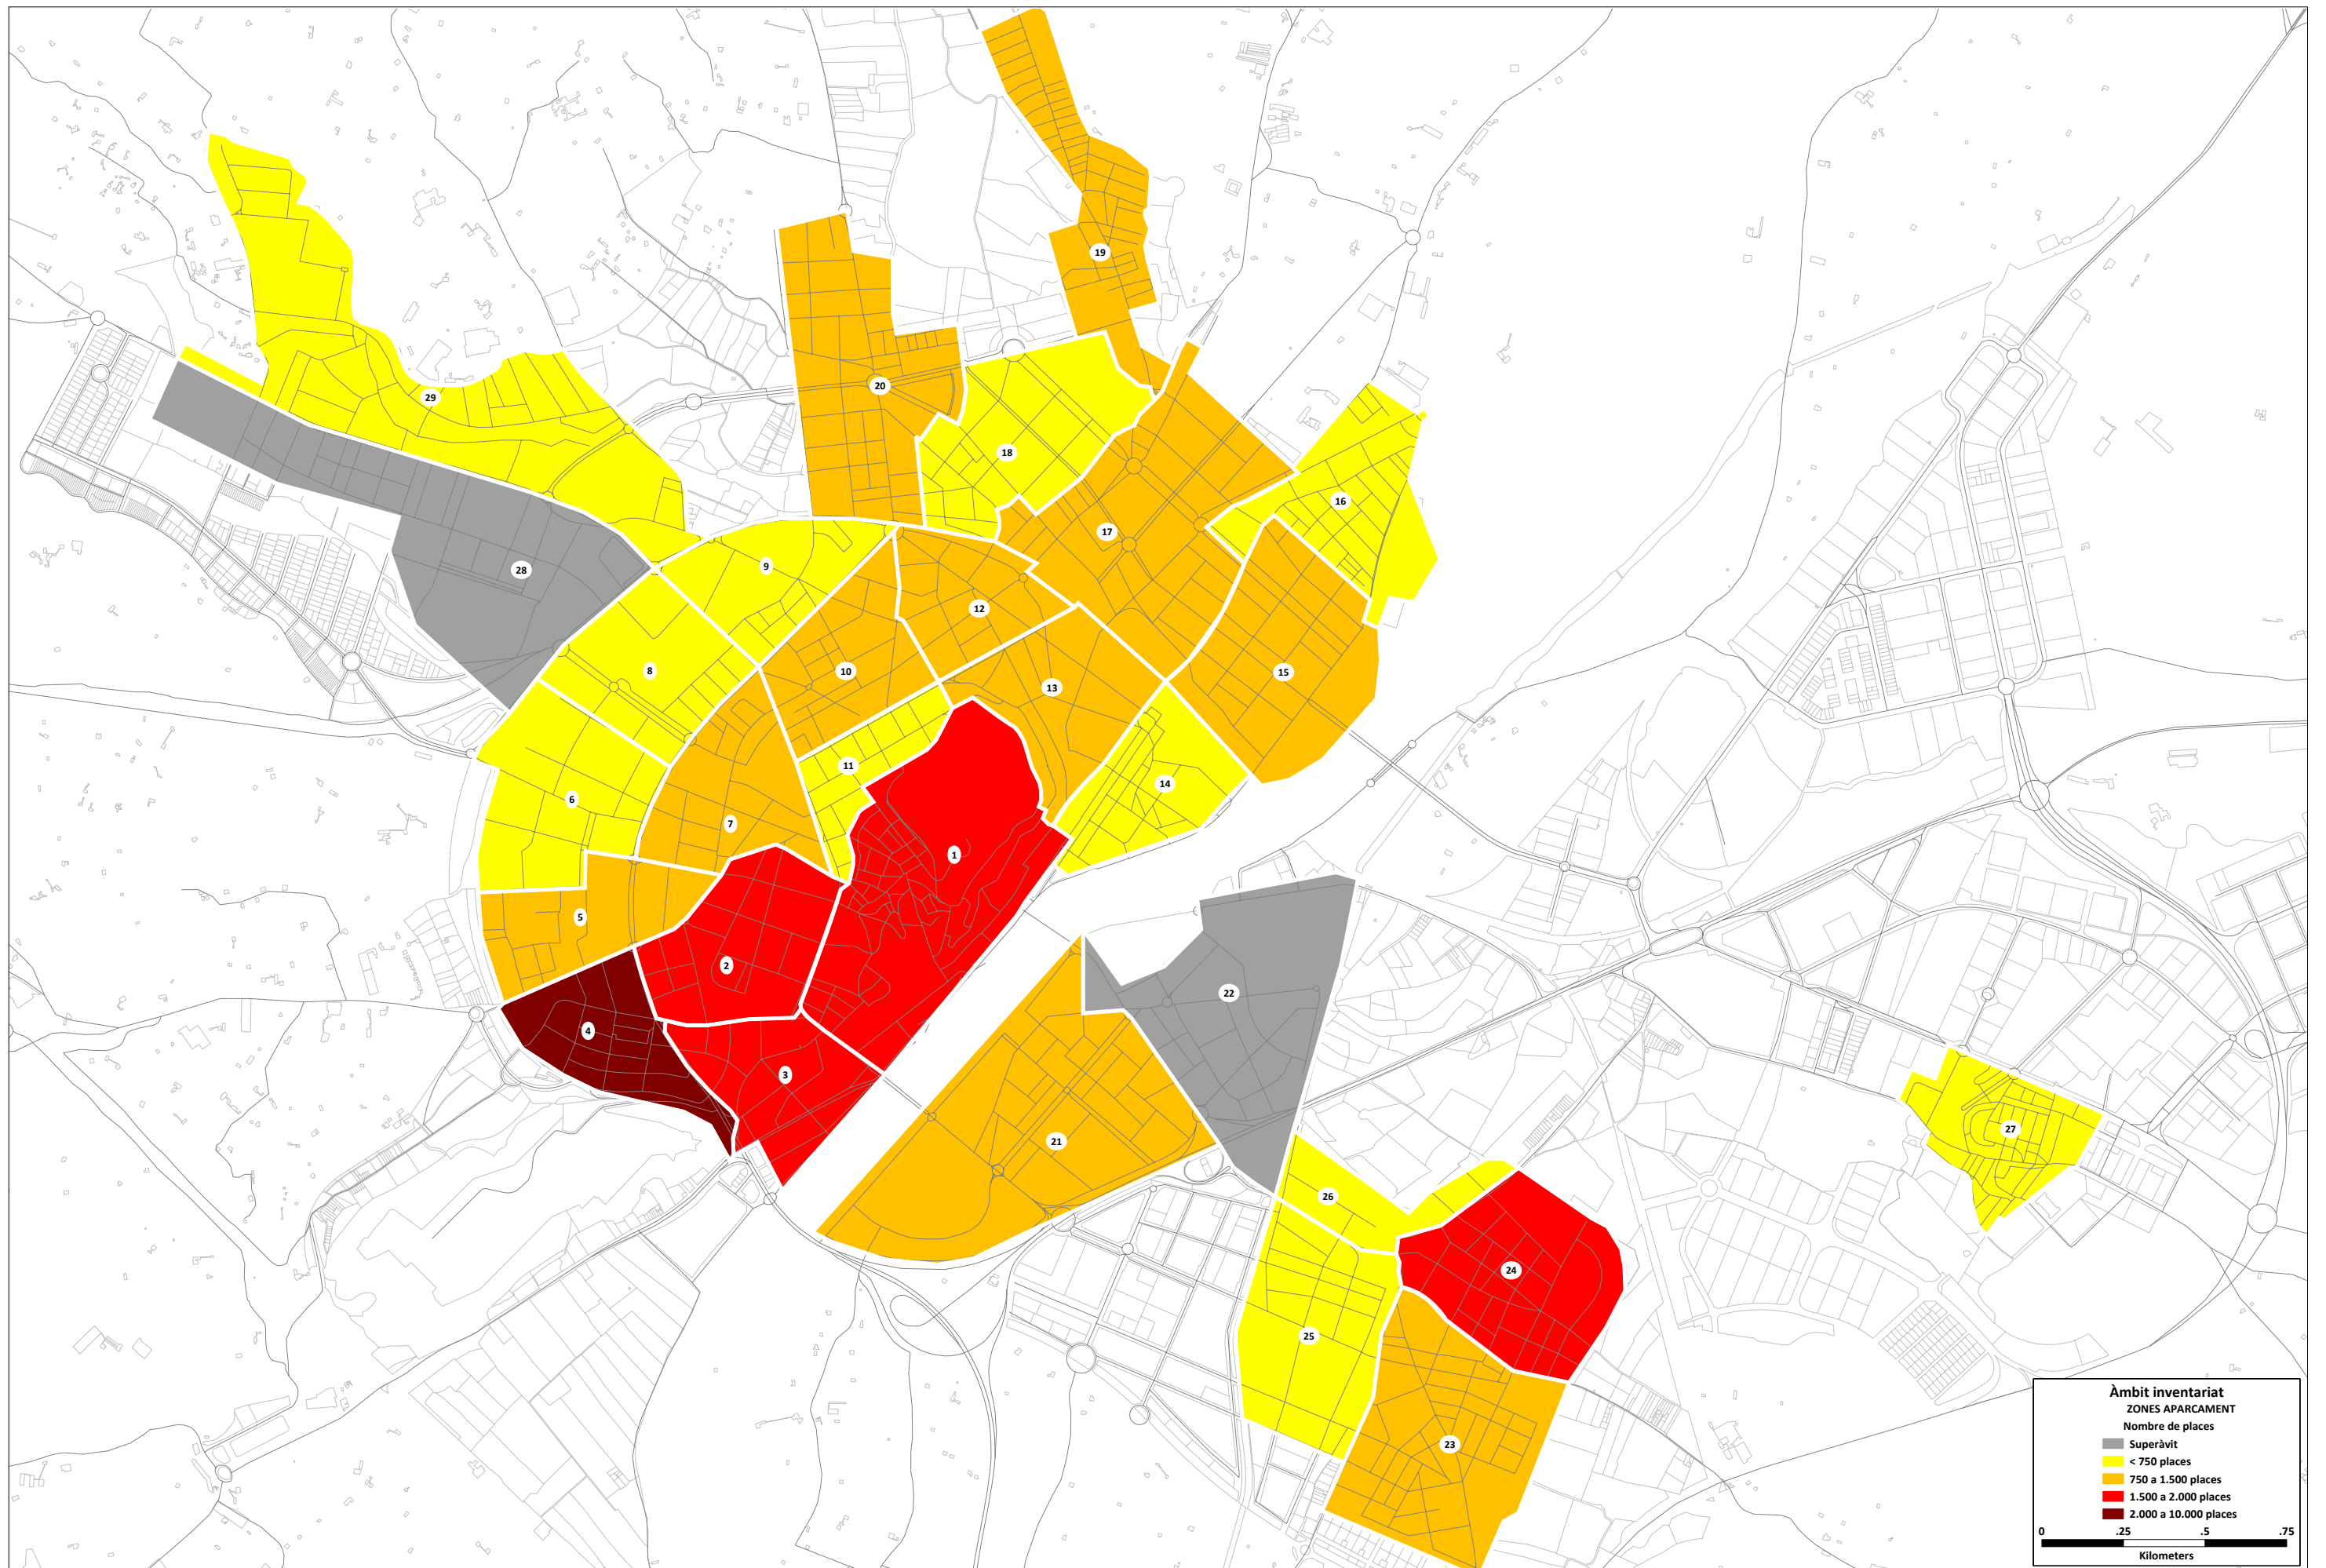 19
20
29
18
16
17
28
9
12
8
10
15
13
11
14
6
7
1
5
2
22
4
3
21
27
26
24
25
23
Àmbit inventariat
ZONES APARCAMENT
Nombre de places
Superàvit
< 750 places
750 a 1.500 places
1.500 a 2.000 places
2.000 a 10.000 places
0 .25 .5 .75
Kilometers